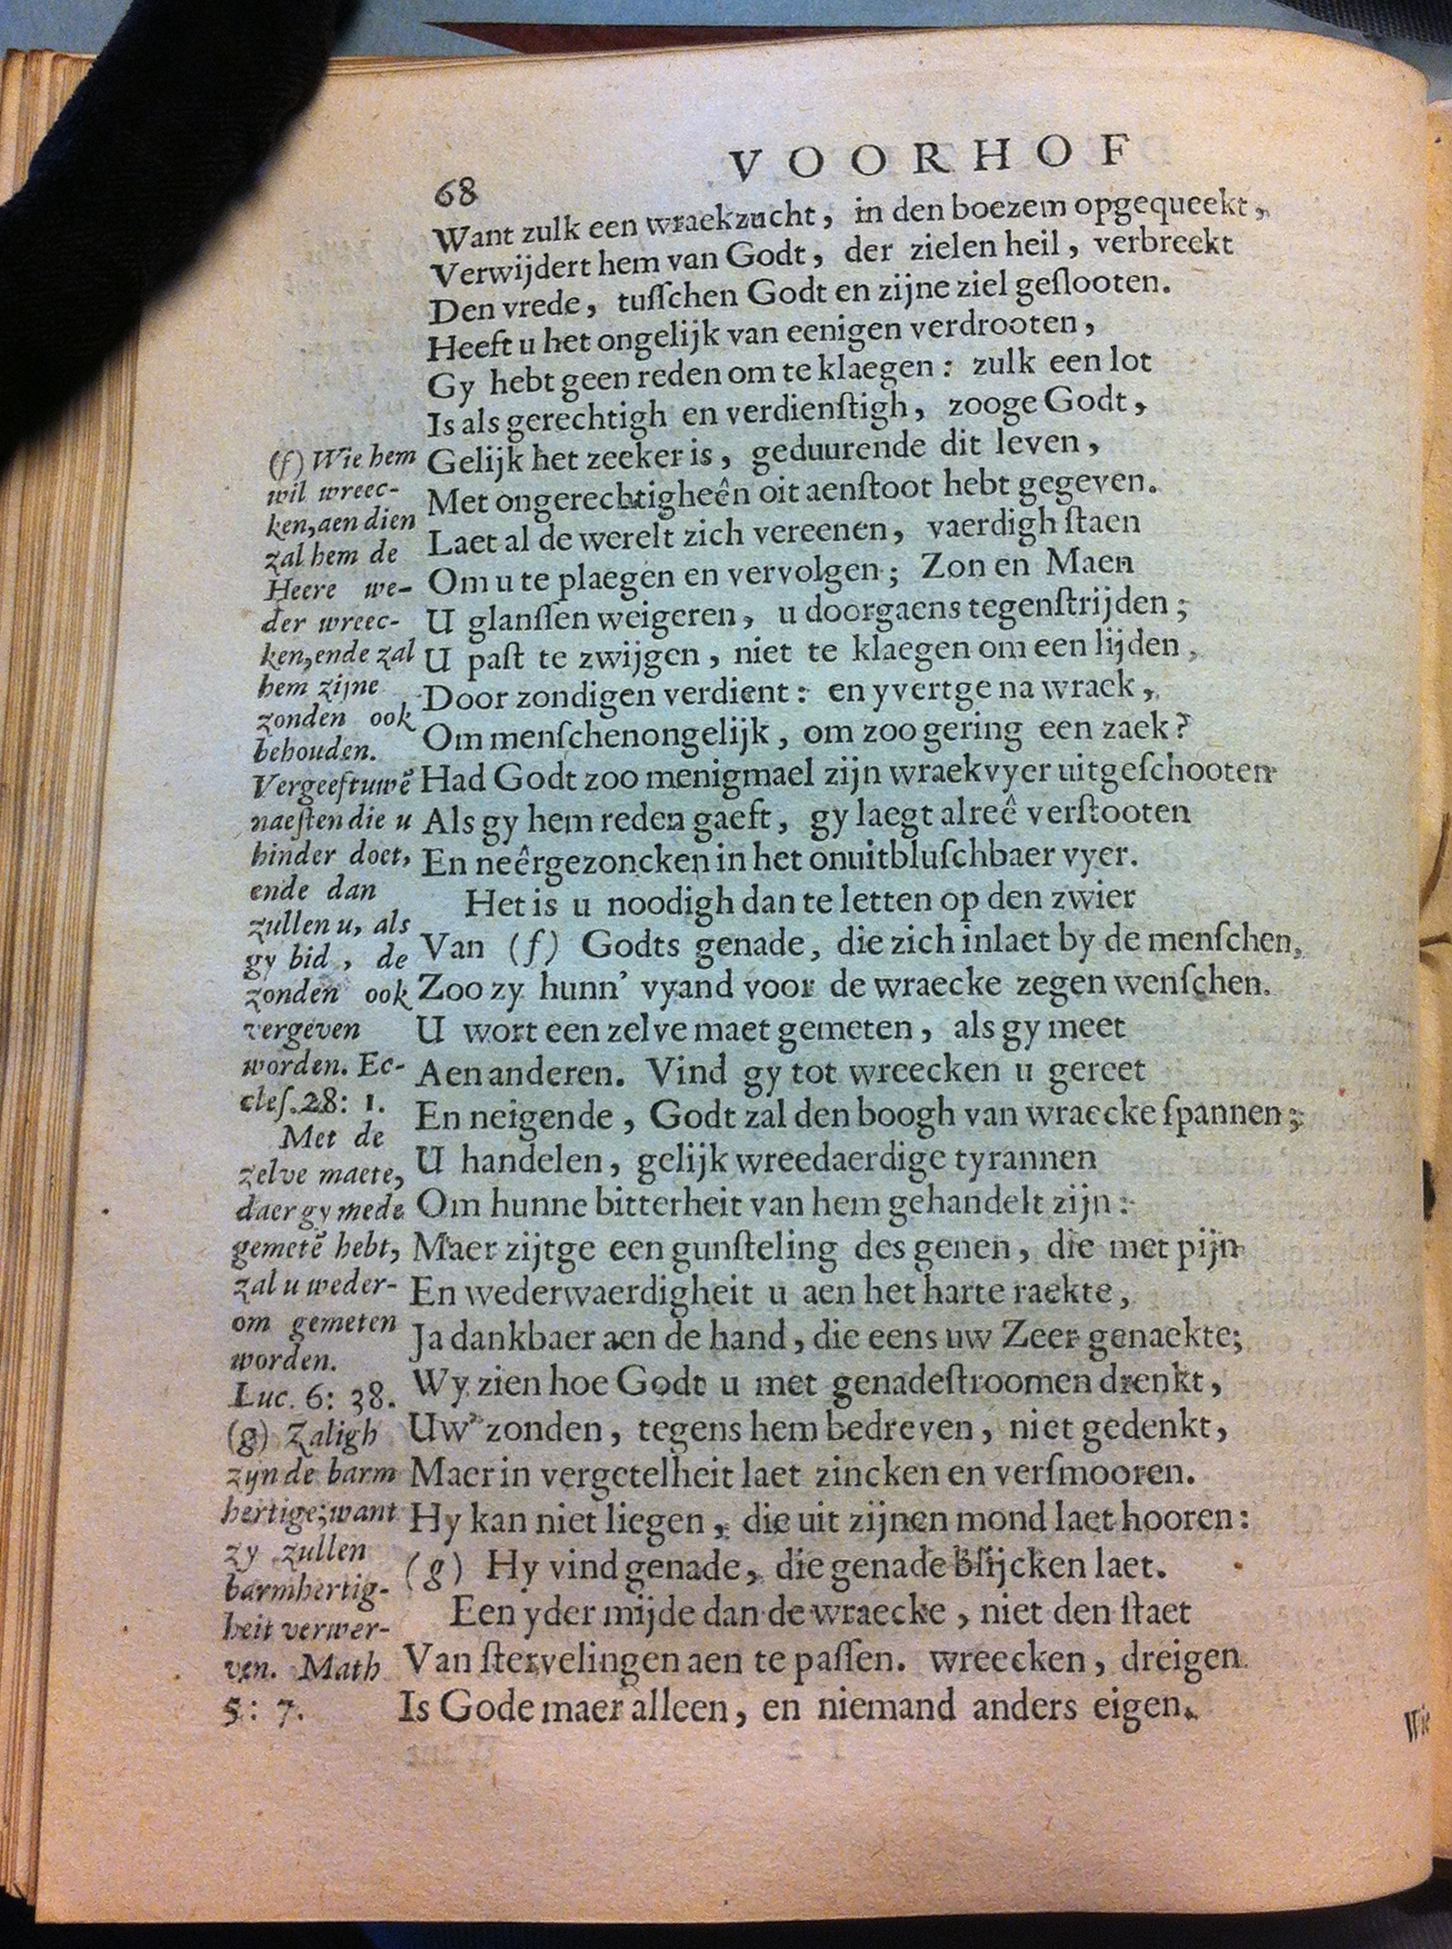 VOORHOF
68
Want zulk een wraekzucht, in den boezem opgequeekt,
Verwijdert hem van Godt, der zielen heil, verbreekt
Den vrede, tuſſchen Godt en zijne ziel geſlooten.
Heeft u het ongelijk van eenigen verdrooten,
Gy hebt geen reden om te klaegen: zulk een lot
Is als gerechtigh en verdienſtigh, zooge Godt,
Gelijk het zeeker is, geduurende dit leven,
Met ongerechtigheên oit aenſtoot hebt gegeven.
Laet al de werelt zich vereenen, vaerdigh ſtaen
Om u te plaegen en vervolgen; Zon en Maen
U glanſſen weigeren, u doorgaens tegenſtrijden;
U paſt te zwijgen, niet te klaegen om een lijden,
Door zondigen verdient: en yvertge na wraek,
Om menſchenongelijk, om zoo gering een zaek?
Had Godt zoo menigmael zijn wraekvyer uitgeſchooten
Als gy hem reden gaeft, gy laegt alreê verſtooten
En neêrgezoncken in het onuitbluſchbaer vyer.
Het is u noodigh dan te letten op den zwier
Van (f) Godts genade, die zich inlaet by de menſchen,
Zoo zy hunn' vyand voor de wraecke zegen wenſchen.
U wort een zelve maet gemeten, als gy meet
Aen anderen. Vind gy tot wreecken u gereet
En neigende, Godt zal den boogh van wraecke ſpannen;
U handelen, gelijk wreedaerdige tyrannen
Om hunne bitterheit van hem gehandelt zijn:
Maer zijtge een gunſteling des genen, die met pijn
En wederwaerdigheit u aen het harte raekte,
Ja dankbaer aen de hand, die eens uw Zeer genaekte;
Wy zien hoe Godt u met genadeſtroomen drenkt,
Uw' zonden, tegens hem bedreven, niet gedenkt,
Maer in vergetelheit laet zincken en verſmooren.
Hy kan niet liegen, die uit zijnen mond laet hooren:
(g) Hy vind genade, die genade blijcken laet.
Een yder mijde dan de wraecke, niet den ſtaet
Van ſtervelingen aen te paſſen. wreecken, dreigen
Is Gode maer alleen, en niemand anders eigen.
(f) Wie hem
wil wreec-
ken, aen dien
zal hem de
Heere we-
der wreec-
ken, ende zal
hem zijne
zonden ook
behouden.
Vergeeft uwẽ
naeſten die u
hinder doet,
ende dan
zullen u, als
gy bid, de
zonden ook
vergeven
worden. Ec-
cleſ. 28: 1.
Met de
zelve maete,
daer gy mede
gemetẽ hebt,
zal u weder-
om gemeten
worden.
Luc. 6: 38.
(g) Zaligh
zijn de barm
hertige; want
zy zullen
barmhertig-
heit verwer-
ven. Math
5: 7.
Wie